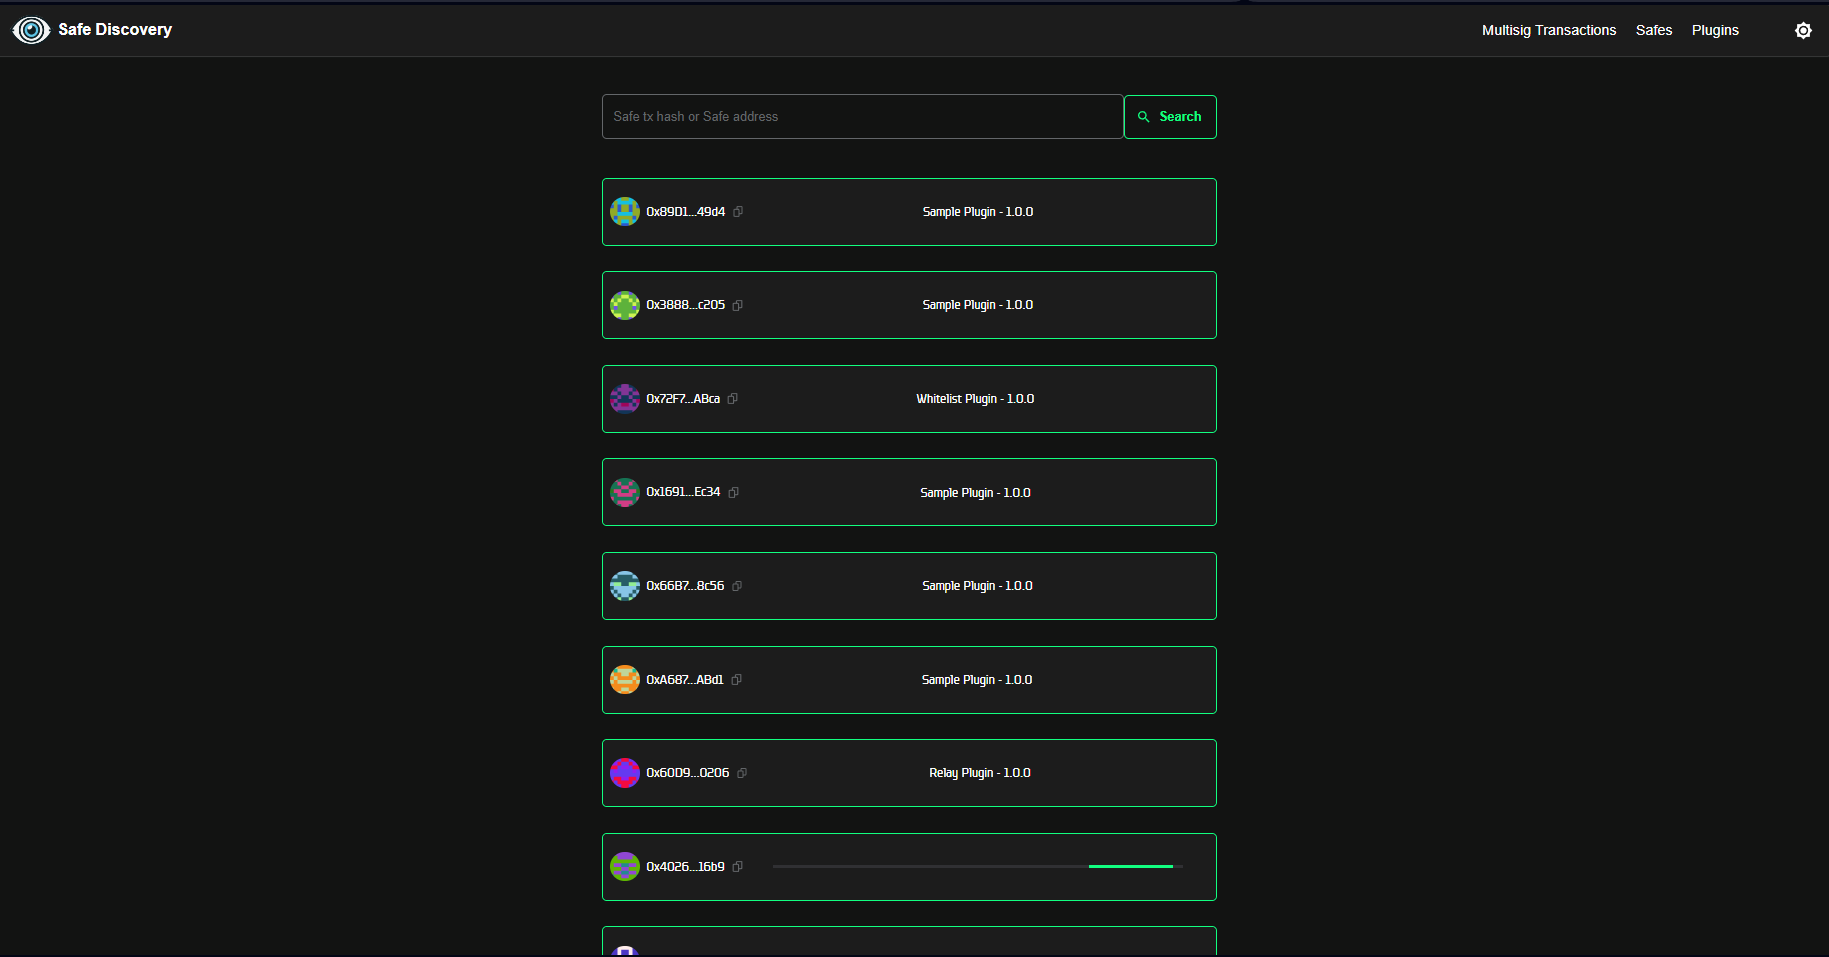 Safe Discovery
Multisig Transactions Safes Plugins
Safe tx hash or Safe address Search
0x89D1...49d4 Sample Plugin - 1.0.0
0x3888...c205 Sample Plugin - 1.0.0
0x72F7...ABca Whitelist Plugin - 1.0.0
0x1691...Ec34 Sample Plugin - 1.0.0
0x66B7...8c56 Sample Plugin - 1.0.0
0xA687...ABd1 Sample Plugin - 1.0.0
0x60D9...0206 Relay Plugin - 1.0.0
0x4026...16b9